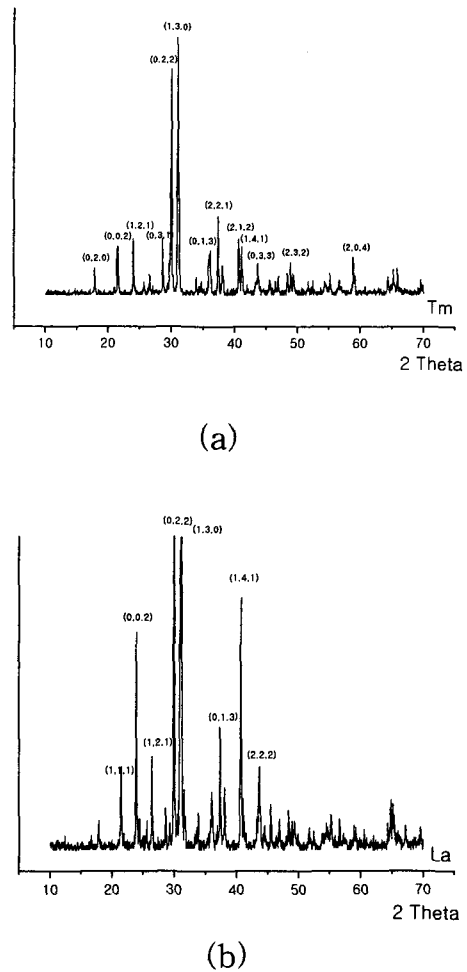 (1,3,0)
(0,2,2)
(2,2,1)
(0,0,2)
(1,2,1)
(0,3,1)
(2,1,2)
(0,1,3)
(1,4,1)
(0,2,0)
(0,3,3)
(2,3,2)
(2,0,4)
Tm
10 20 30 40 50 60 70
2 Theta
(a)
(0,2,2)
(1,3,0)
(1,4,1)
(0,0,2)
(0,1,3)
(1,2,1)
(1,1,1)
(2,2,2)
La
10 20 30 40 50 60 70
2 Theta
(b)